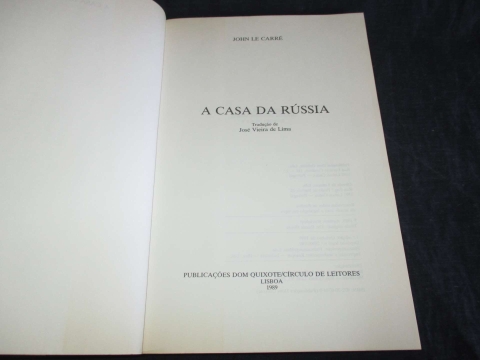 JOHN LE CARRÉ
A CASA DA RÚSSIA
Tradução de
José Vieira de Lima
PUBLICAÇÕES DOM QUIXOTE/CÍRCULO DE LEITORES
LISBOA
1989